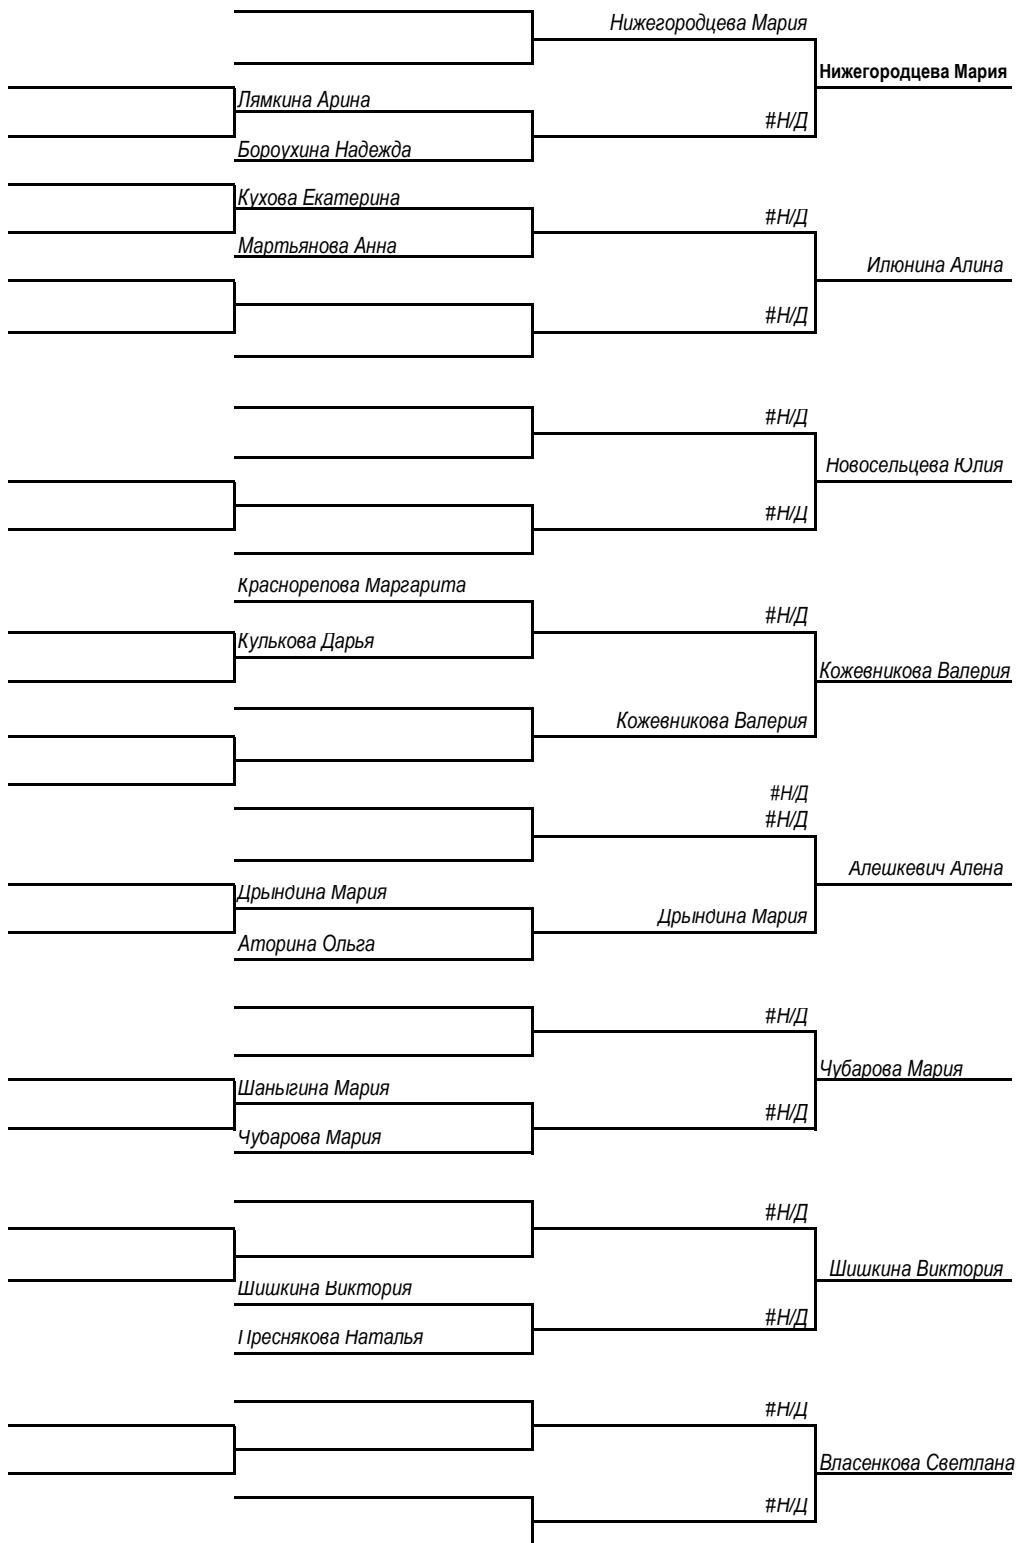 Нижегородцева Мария
Нижегородцева Мария
Лямкина Арина
#Н/Д
Бороухина Надежда
Кухова Екатерина
#Н/Д
Мартьянова Анна
Илюнина Алина
#Н/Д
#Н/Д
Новосельцева Юлия
#Н/Д
Краснорепова Маргарита
#Н/Д
Кулькова Дарья
Кожевникова Валерия
Кожевникова Валерия
#Н/Д
#Н/Д
Алешкевич Алена
Дрындина Мария
Дрындина Мария
Аторина Ольга
#Н/Д
Чубарова Мария
Шаныгина Мария
#Н/Д
Чубарова Мария
#Н/Д
Шишкина Виктория
Шишкина Виктория
#Н/Д
Преснякова Наталья
#Н/Д
Власенкова Светлана
#Н/Д